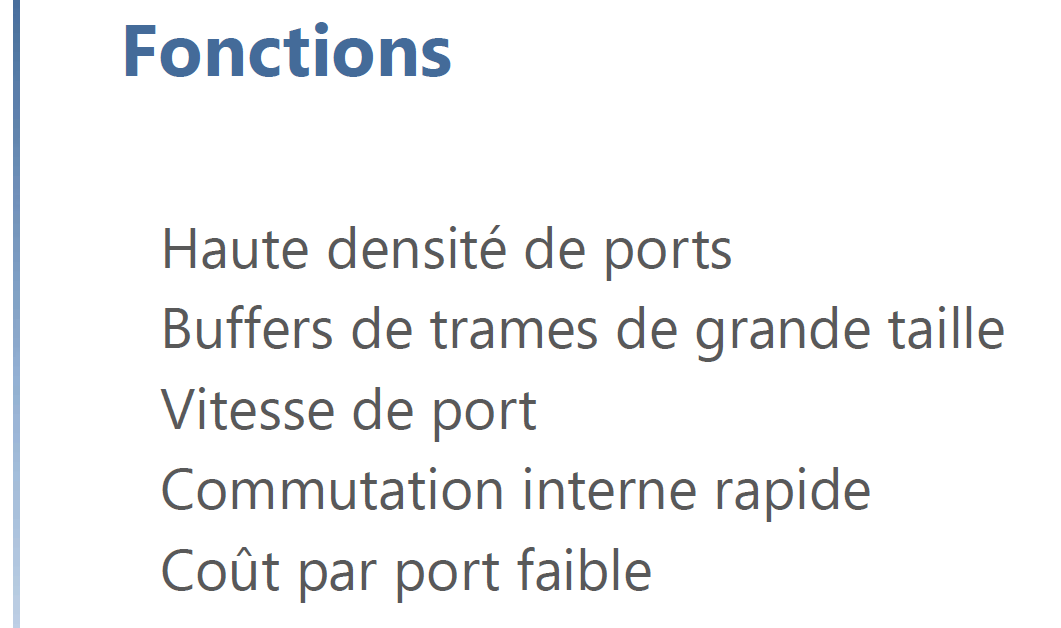 Fonctions
Haute densité de ports
Buffers de trames de grande taille
Vitesse de port
Commutation interne rapide
Coût par port faible